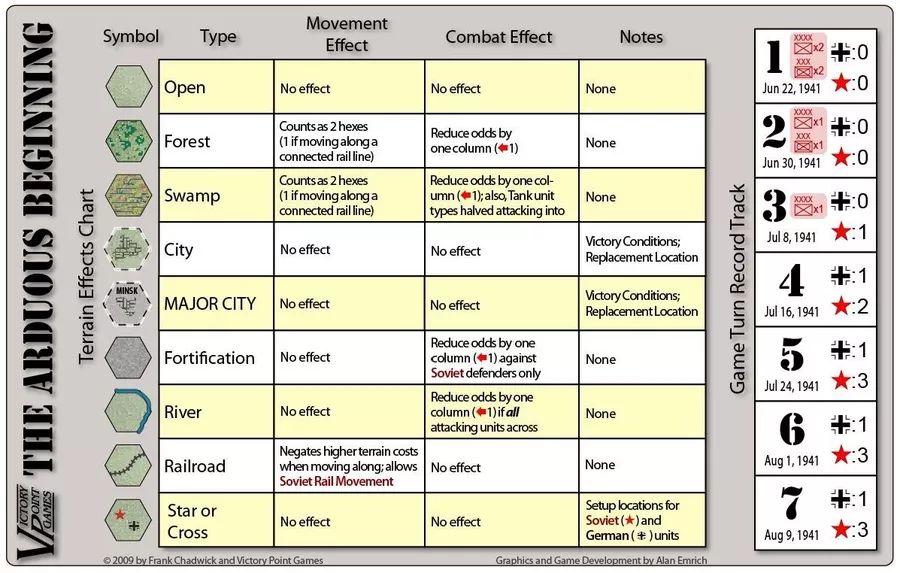 THE ARDUOUS BEGINNING
VICTORY
POINT
GAMES
Terrain Effects Chart
Symbol
Type
Movement
Effect
Combat Effect
Notes
Open
No effect
No effect
None
Forest
Counts as 2 hexes
(1 if moving along a
connected rail line)
Reduce odds by
one column (←1)
None
Swamp
Counts as 2 hexes
(1 if moving along a
connected rail line)
Reduce odds by one col-
umn (←1); also, Tank unit
types halved attacking into
None
City
No effect
No effect
Victory Conditions;
Replacement Location
MINSK
MAJOR CITY
No effect
No effect
Victory Conditions;
Replacement Location
Fortification
No effect
Reduce odds by one
column (←1) against
Soviet defenders only
None
River
No effect
Reduce odds by one
column (←1) if all
attacking units across
None
Railroad
Negates higher terrain costs
when moving along; allows
Soviet Rail Movement
No effect
None
Star or
Cross
No effect
No effect
Setup locations for
Soviet (★) and
German (✙) units
Game Turn Record Track
1
XXXX
x2
XXX
x2
:0
Jun 22, 1941
★:0
2
XXXX
x1
XXX
x1
:0
Jun 30, 1941
★:0
3
XXXX
x1
:0
Jul 8, 1941
★:1
4
:1
Jul 16, 1941
★:2
5
:1
Jul 24, 1941
★:3
6
:1
Aug 1, 1941
★:3
7
:1
Aug 9, 1941
★:3
© 2009 by Frank Chadwick and Victory Point Games
Graphics and Game Development by Alan Emrich